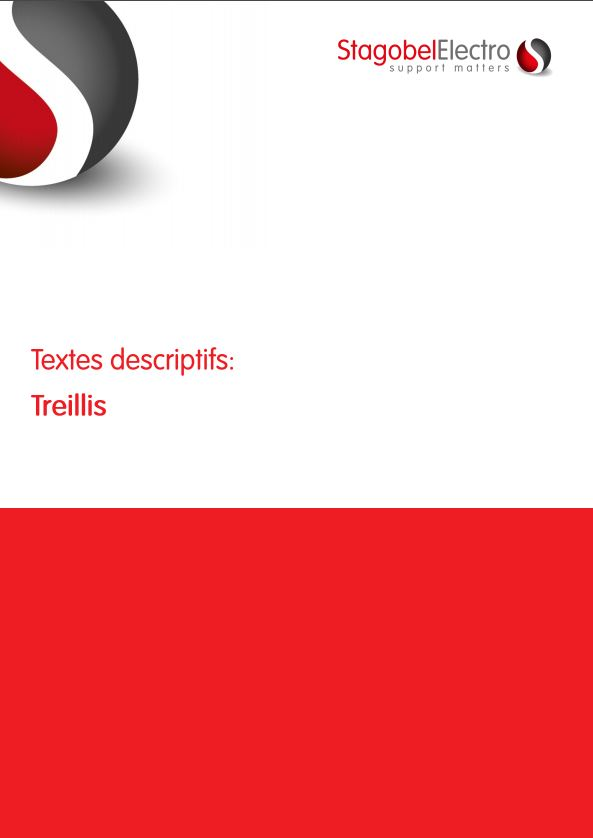 StagobelElectro
support matters
Textes descriptifs:
Treillis